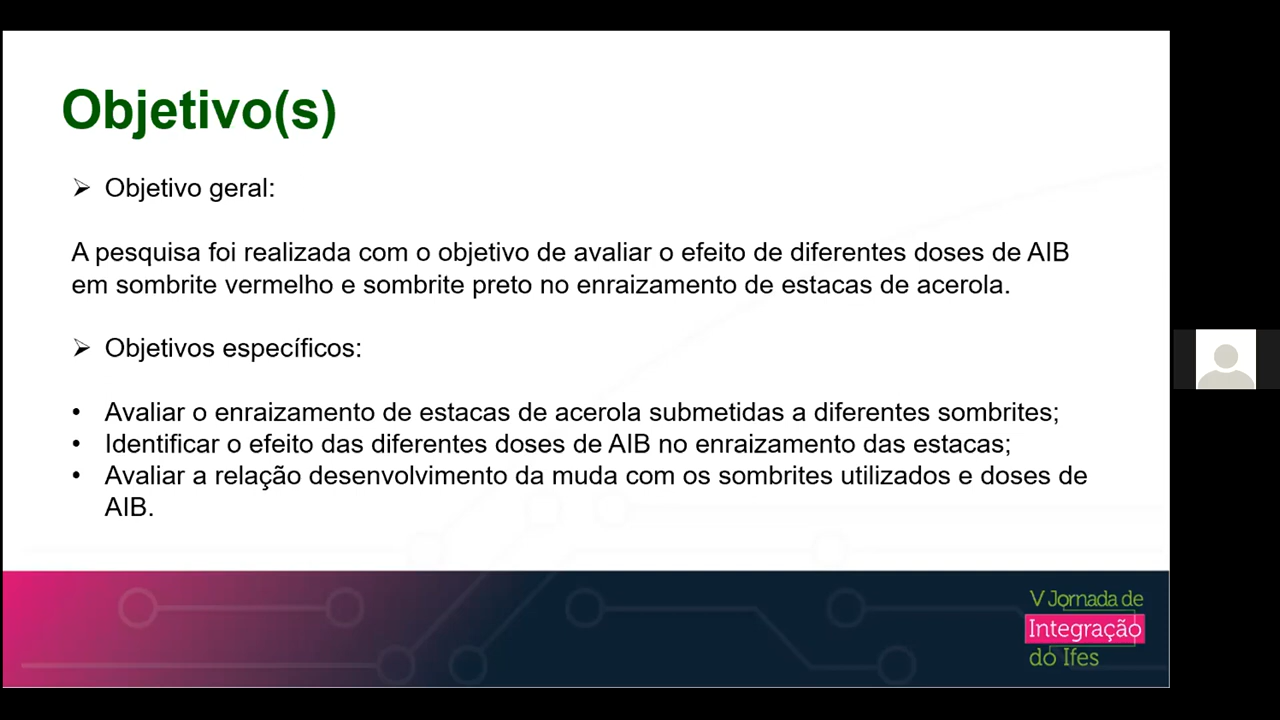 Objetivo(s)
➢ Objetivo geral:
A pesquisa foi realizada com o objetivo de avaliar o efeito de diferentes doses de AIB
em sombrite vermelho e sombrite preto no enraizamento de estacas de acerola.
➢ Objetivos específicos:
• Avaliar o enraizamento de estacas de acerola submetidas a diferentes sombrites;
• Identificar o efeito das diferentes doses de AIB no enraizamento das estacas;
• Avaliar a relação desenvolvimento da muda com os sombrites utilizados e doses de
AIB.
V Jornada de
Integração
do Ifes